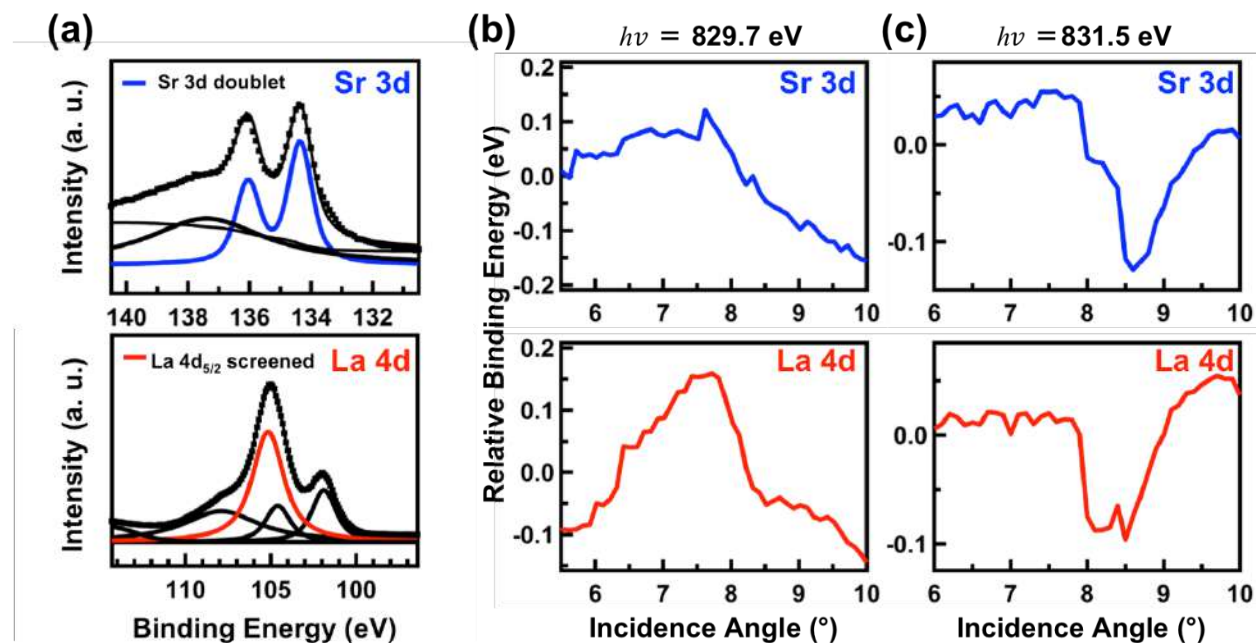 (a)
Sr 3d doublet
Sr 3d
Intensity (a. u.)
140 138 136 134 132
La 4d5/2 screened
La 4d
Intensity (a. u.)
110 105 100
Binding Energy (eV)
(b)
hv = 829.7 eV
Sr 3d
0.2
0.1
0.0
-0.1
-0.2
6 7 8 9 10
Relative Binding Energy (eV)
La 4d
0.2
0.1
0.0
-0.1
6 7 8 9 10
Incidence Angle (°)
(c)
hv = 831.5 eV
Sr 3d
0.0
-0.1
6 7 8 9 10
La 4d
0.0
-0.1
6 7 8 9 10
Incidence Angle (°)